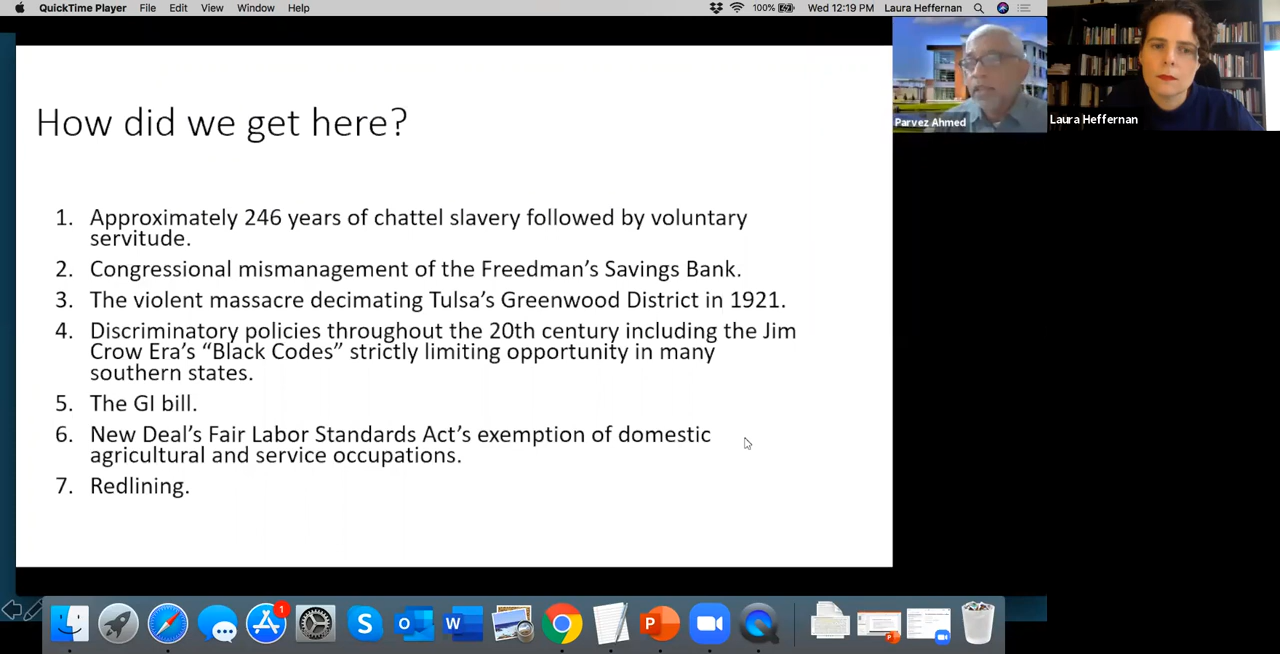 QuickTime Player File Edit View Window Help 100% Wed 12:19 PM Laura Heffernan
How did we get here?
Parvez Ahmed
Laura Heffernan
1. Approximately 246 years of chattel slavery followed by voluntary
servitude.
2. Congressional mismanagement of the Freedman's Savings Bank.
3. The violent massacre decimating Tulsa's Greenwood District in 1921.
4. Discriminatory policies throughout the 20th century including the Jim
Crow Era's “Black Codes” strictly limiting opportunity in many
southern states.
5. The GI bill.
6. New Deal's Fair Labor Standards Act's exemption of domestic
agricultural and service occupations.
7. Redlining.
1
S
O
W
P
P